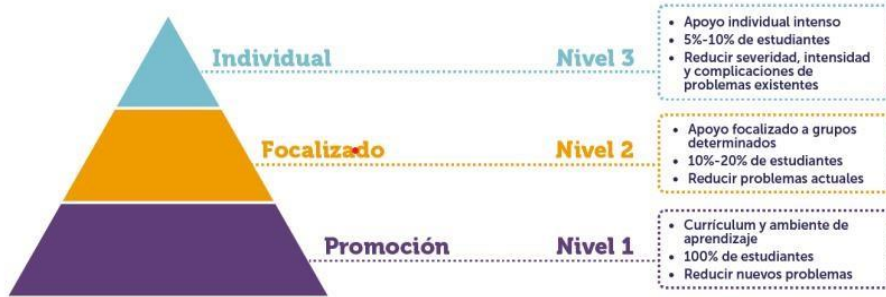 Individual Nivel 3
• Apoyo individual intenso
• 5%-10% de estudiantes
• Reducir severidad, intensidad
y complicaciones de
problemas existentes
Focalizado Nivel 2
• Apoyo focalizado a grupos
determinados
• 10%-20% de estudiantes
• Reducir problemas actuales
Promoción Nivel 1
• Currículum y ambiente de
aprendizaje
• 100% de estudiantes
• Reducir nuevos problemas